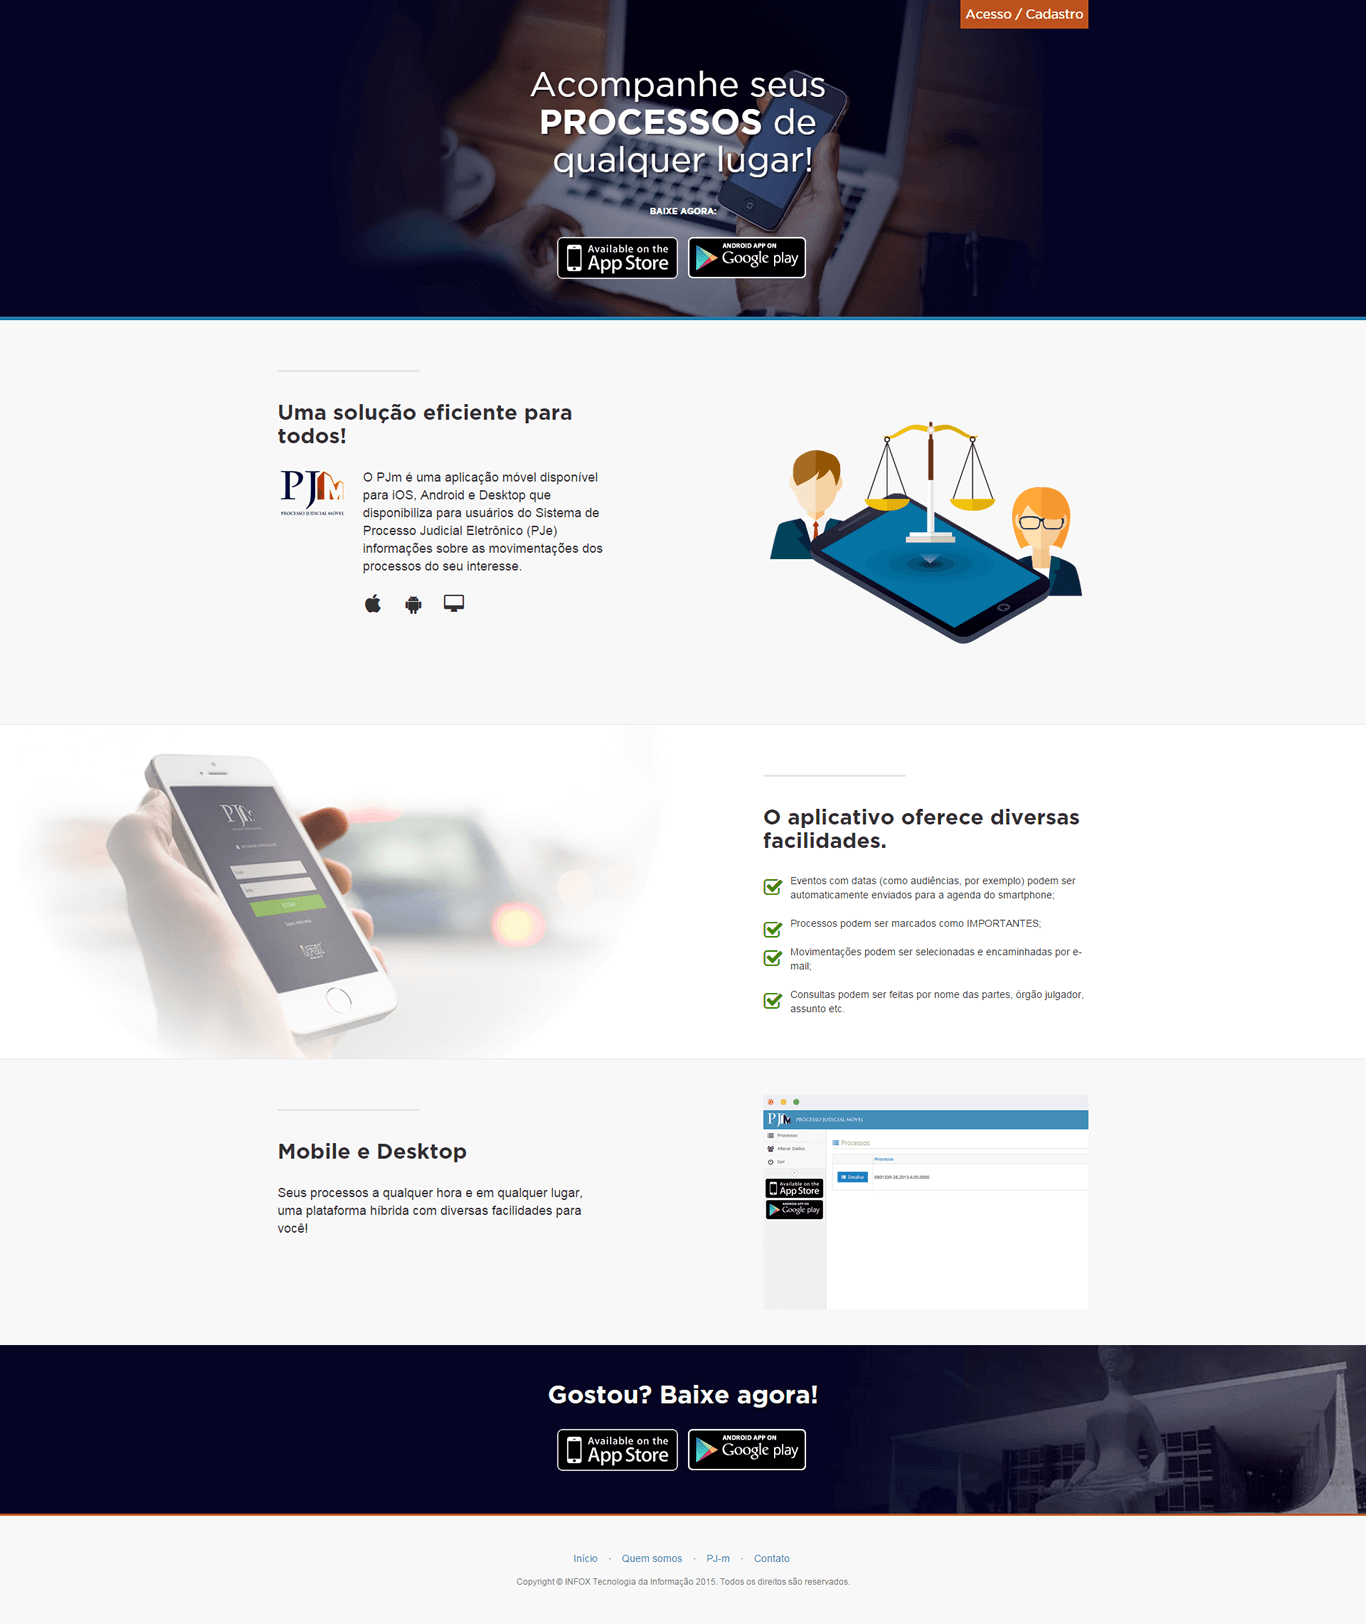 Acesso / Cadastro
Acompanhe seus
PROCESSOS de
qualquer lugar!
BAIXE AGORA:
Available on the
App Store
ANDROID APP ON
Google play
Uma solução eficiente para
todos!
PJM
PROCESSO JUDICIAL MÓVEL
O PJm é uma aplicação móvel disponível
para iOS, Android e Desktop que
disponibiliza para usuários do Sistema de
Processo Judicial Eletrônico (PJe)
informações sobre as movimentações dos
processos do seu interesse.
PJM
O aplicativo oferece diversas
facilidades.
Eventos com datas (como audiências, por exemplo) podem ser
automaticamente enviados para a agenda do smartphone;
Processos podem ser marcados como IMPORTANTES;
Movimentações podem ser selecionadas e encaminhadas por e-
mail;
Consultas podem ser feitas por nome das partes, órgão julgador,
assunto etc.
Mobile e Desktop
Seus processos a qualquer hora e em qualquer lugar,
uma plataforma híbrida com diversas facilidades para
você!
PJM PROCESSO JUDICIAL MÓVEL
Processos
Alterar Dados
Sair
Available on the
App Store
ANDROID APP ON
Google play
Processos
Processo
Detalhar
Gostou? Baixe agora!
Available on the
App Store
ANDROID APP ON
Google play
Início · Quem somos · PJ-m · Contato
Copyright © INFOX Tecnologia da Informação 2015. Todos os direitos são reservados.